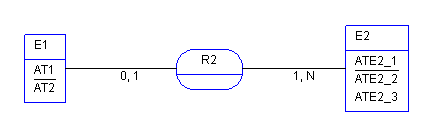 E1
AT1
AT2
0, 1
R2
1, N
E2
ATE2_1
ATE2_2
ATE2_3